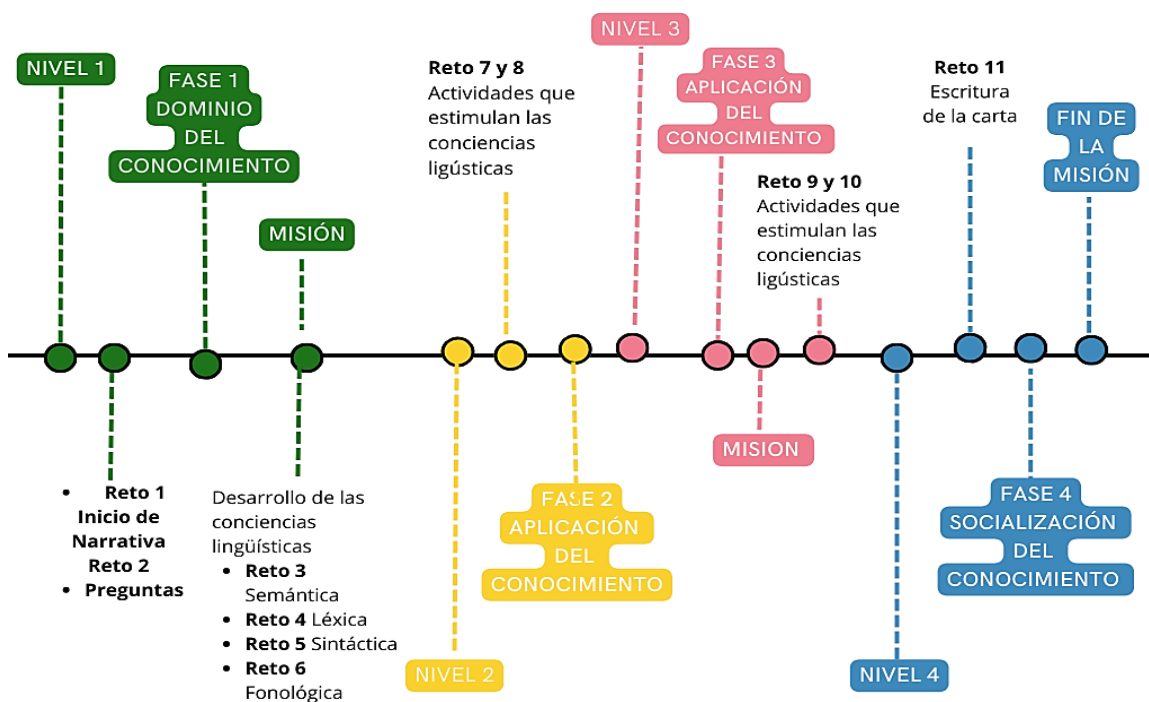 NIVEL 1
FASE 1
DOMINIO
DEL
CONOCIMIENTO
MISIÓN
• Reto 1
Inicio de
Narrativa
Reto 2
• Preguntas
Desarrollo de las
conciencias
lingüísticas
• Reto 3
Semántica
• Reto 4 Léxica
• Reto 5 Sintáctica
• Reto 6
Fonológica
Reto 7 y 8
Actividades que
estimulan las
conciencias
ligústicas
NIVEL 2
FASE 2
APLICACIÓN
DEL
CONOCIMIENTO
NIVEL 3
FASE 3
APLICACIÓN
DEL
CONOCIMIENTO
MISION
Reto 9 y 10
Actividades que
estimulan las
conciencias
ligústicas
NIVEL 4
Reto 11
Escritura
de la carta
FASE 4
SOCIALIZACIÓN
DEL
CONOCIMIENTO
FIN DE
LA
MISIÓN